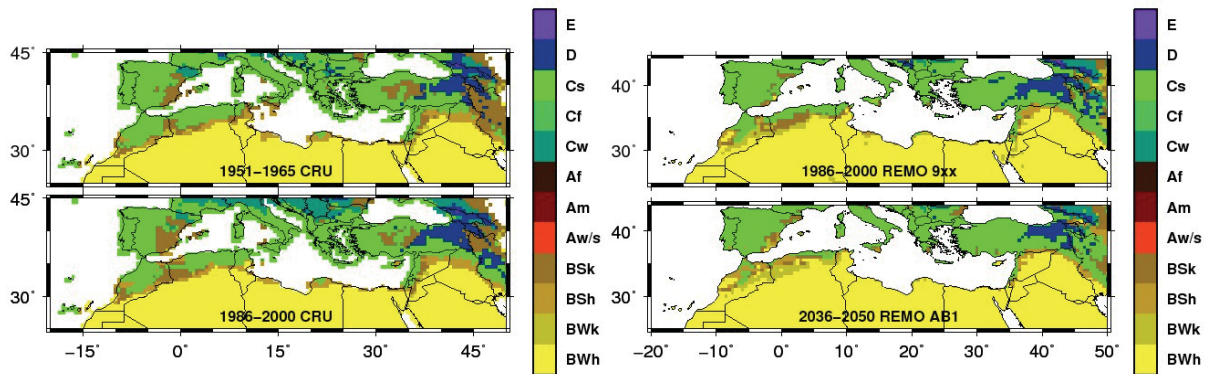 45°
30°
1951−1965 CRU
45°
30°
1986−2000 CRU
−15°
0°
15°
30°
45°
E
D
Cs
Cf
Cw
Af
Am
Aw/s
BSk
BSh
BWk
BWh
40°
30°
1986−2000 REMO 9xx
40°
30°
2036−2050 REMO AB1
−20°
−10°
0°
10°
20°
30°
40°
50°
E
D
Cs
Cf
Cw
Af
Am
Aw/s
BSk
BSh
BWk
BWh